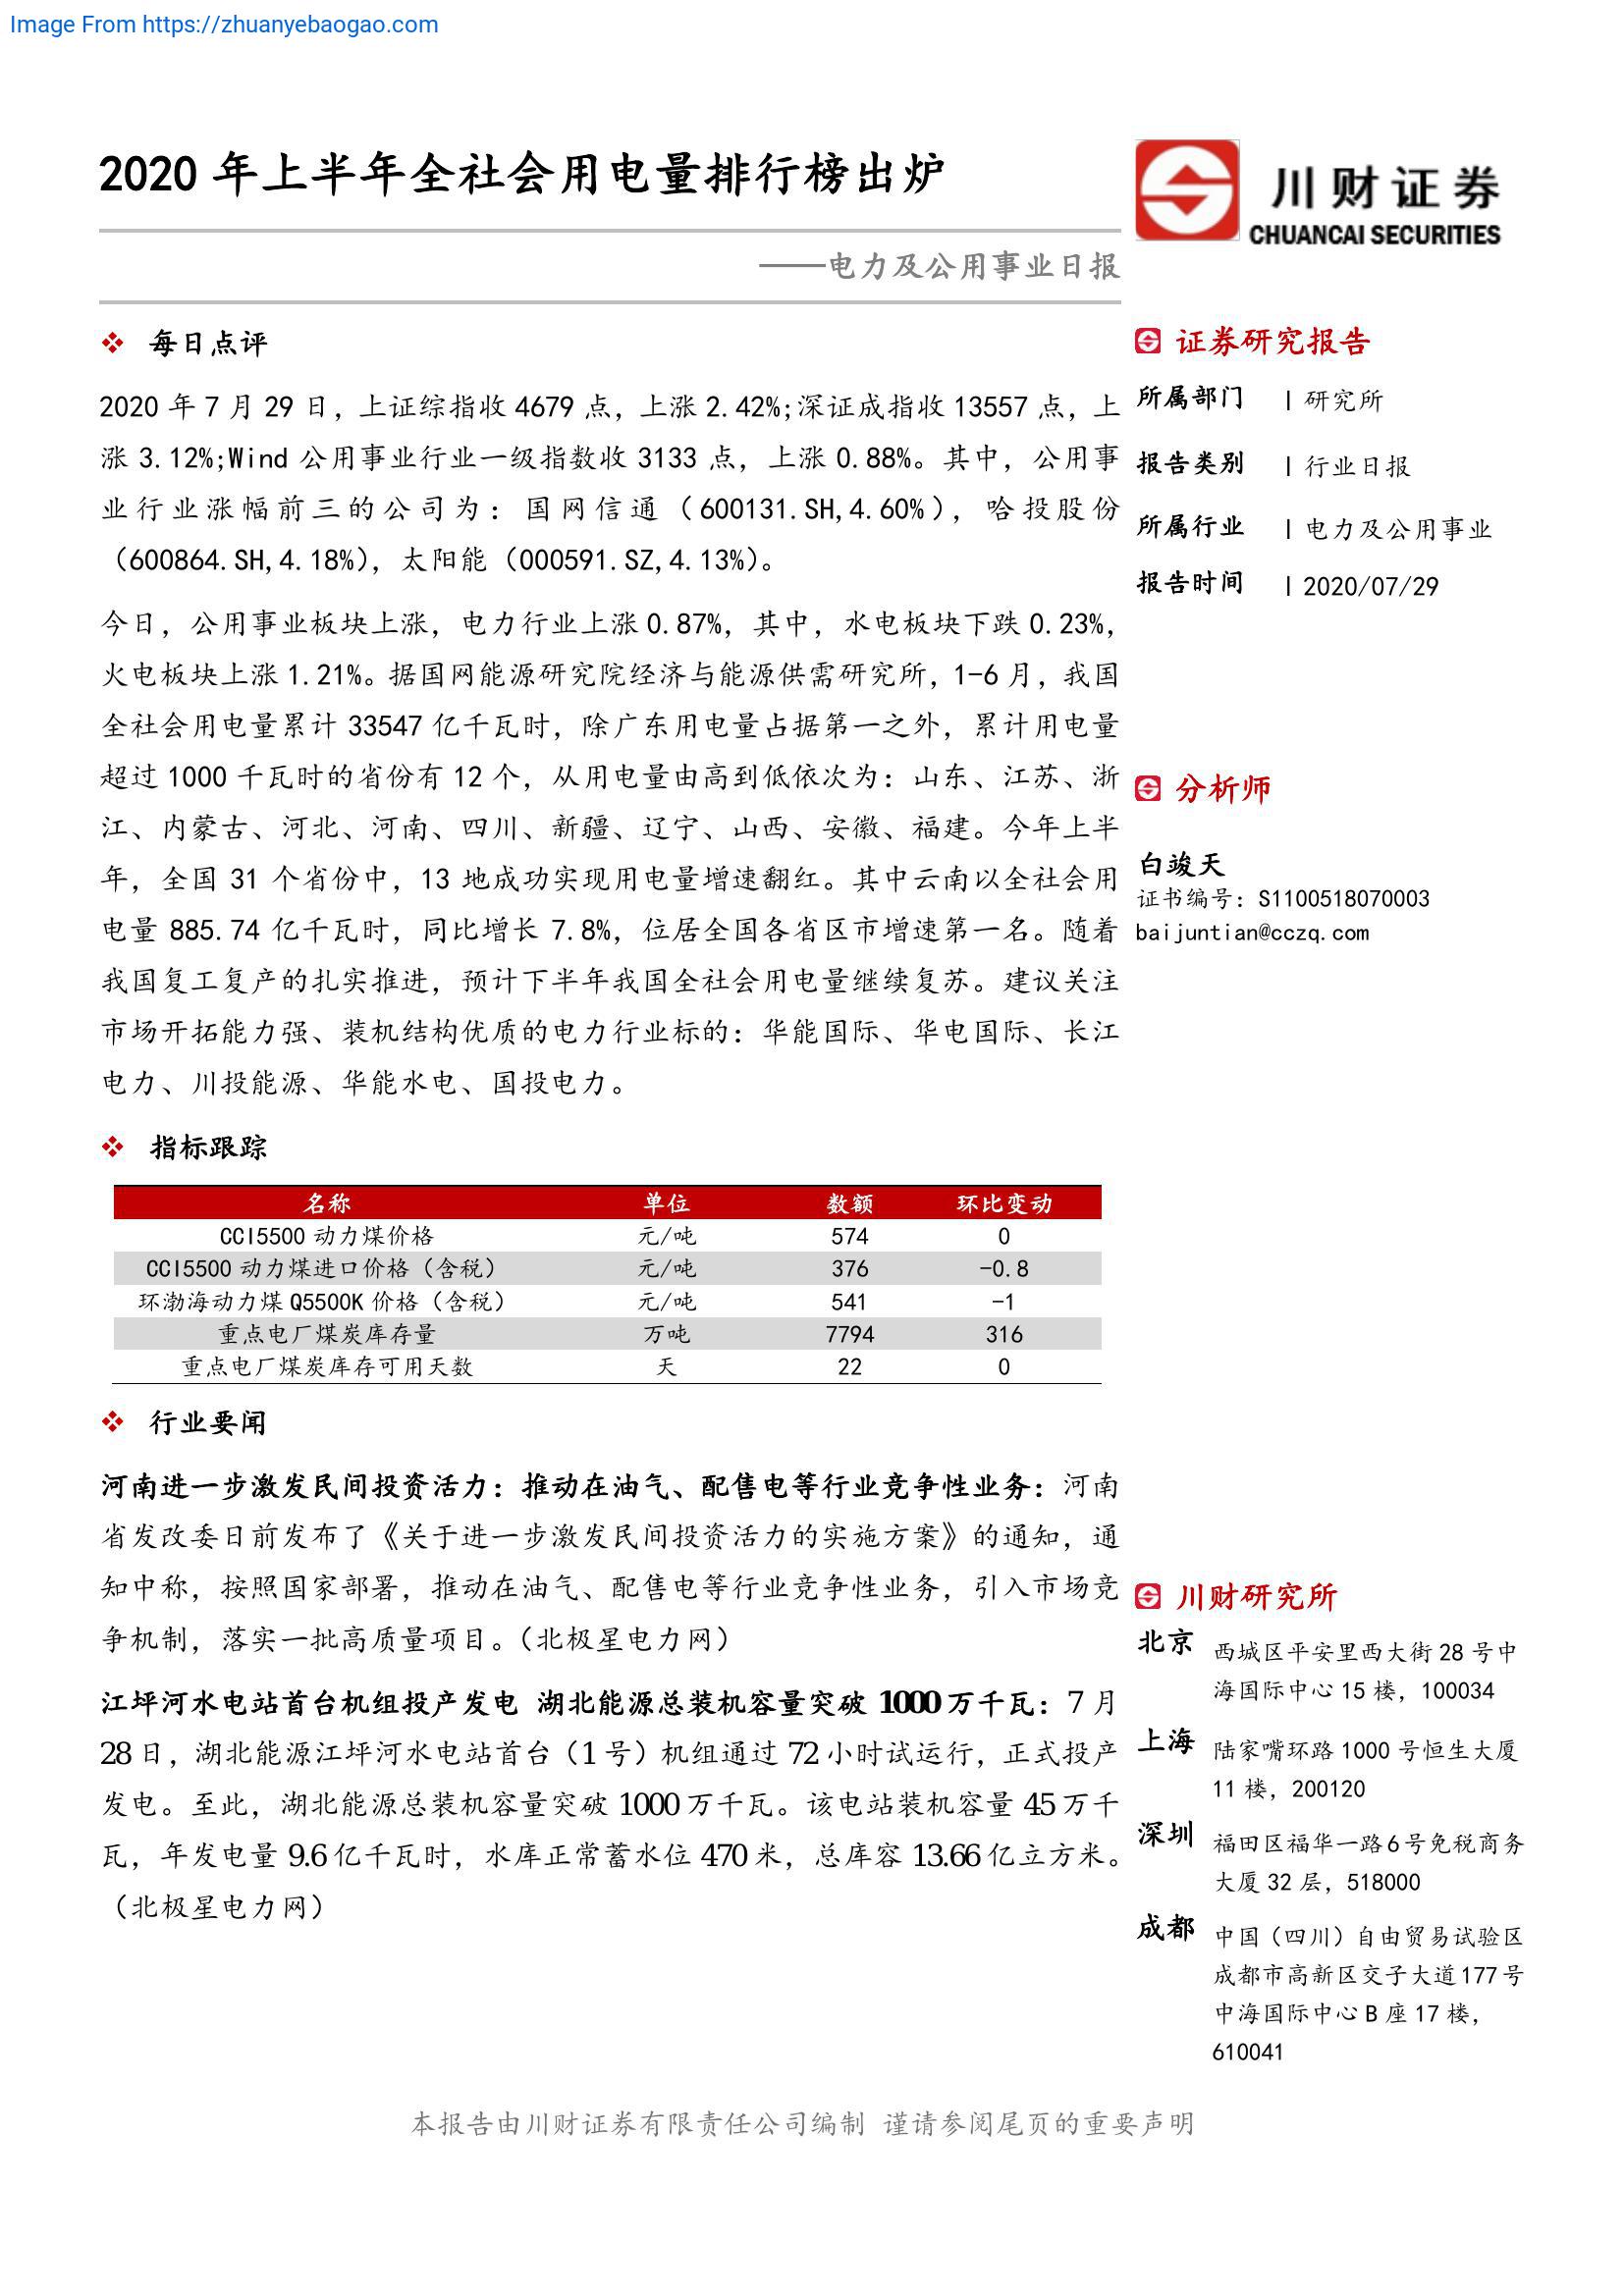 Image From https://zhuanyebaogao.com
2020 年上半年全社会用电量排行榜出炉
——电力及公用事业日报
川财证券
CHUANCAI SECURITIES
❖ 每日点评
2020 年 7 月 29 日，上证综指收 4679 点，上涨 2.42%;深证成指收 13557 点，上
涨 3.12%;Wind 公用事业行业一级指数收 3133 点，上涨 0.88%。其中，公用事
业行业涨幅前三的公司为：国网信通（600131.SH,4.60%），哈投股份
（600864.SH,4.18%），太阳能（000591.SZ,4.13%）。
今日，公用事业板块上涨，电力行业上涨 0.87%，其中，水电板块下跌 0.23%，
火电板块上涨 1.21%。据国网能源研究院经济与能源供需研究所，1-6 月，我国
全社会用电量累计 33547 亿千瓦时，除广东用电量占据第一之外，累计用电量
超过 1000 千瓦时的省份有 12 个，从用电量由高到低依次为：山东、江苏、浙
江、内蒙古、河北、河南、四川、新疆、辽宁、山西、安徽、福建。今年上半
年，全国 31 个省份中，13 地成功实现用电量增速翻红。其中云南以全社会用
电量 885.74 亿千瓦时，同比增长 7.8%，位居全国各省区市增速第一名。随着
我国复工复产的扎实推进，预计下半年我国全社会用电量继续复苏。建议关注
市场开拓能力强、装机结构优质的电力行业标的：华能国际、华电国际、长江
电力、川投能源、华能水电、国投电力。
❖ 指标跟踪
名称 单位 数额 环比变动
CCI5500 动力煤价格 元/吨 574 0
CCI5500 动力煤进口价格（含税） 元/吨 376 -0.8
环渤海动力煤 Q5500K 价格（含税） 元/吨 541 -1
重点电厂煤炭库存量 万吨 7794 316
重点电厂煤炭库存可用天数 天 22 0
❖ 行业要闻
河南进一步激发民间投资活力：推动在油气、配售电等行业竞争性业务：河南
省发改委日前发布了《关于进一步激发民间投资活力的实施方案》的通知，通
知中称，按照国家部署，推动在油气、配售电等行业竞争性业务，引入市场竞
争机制，落实一批高质量项目。（北极星电力网）
江坪河水电站首台机组投产发电 湖北能源总装机容量突破 1000 万千瓦：7 月
28 日，湖北能源江坪河水电站首台（1 号）机组通过 72 小时试运行，正式投产
发电。至此，湖北能源总装机容量突破 1000 万千瓦。该电站装机容量 45 万千
瓦，年发电量 9.6 亿千瓦时，水库正常蓄水位 470 米，总库容 13.66 亿立方米。
（北极星电力网）
证券研究报告
所属部门 | 研究所
报告类别 | 行业日报
所属行业 | 电力及公用事业
报告时间 | 2020/07/29
分析师
白竣天
证书编号：S1100518070003
baijuntian@cczq.com
川财研究所
北京 西城区平安里西大街 28 号中
海国际中心 15 楼，100034
上海 陆家嘴环路 1000 号恒生大厦
11 楼，200120
深圳 福田区福华一路 6 号免税商务
大厦 32 层，518000
成都 中国（四川）自由贸易试验区
成都市高新区交子大道 177 号
中海国际中心 B 座 17 楼，
610041
本报告由川财证券有限责任公司编制 谨请参阅尾页的重要声明